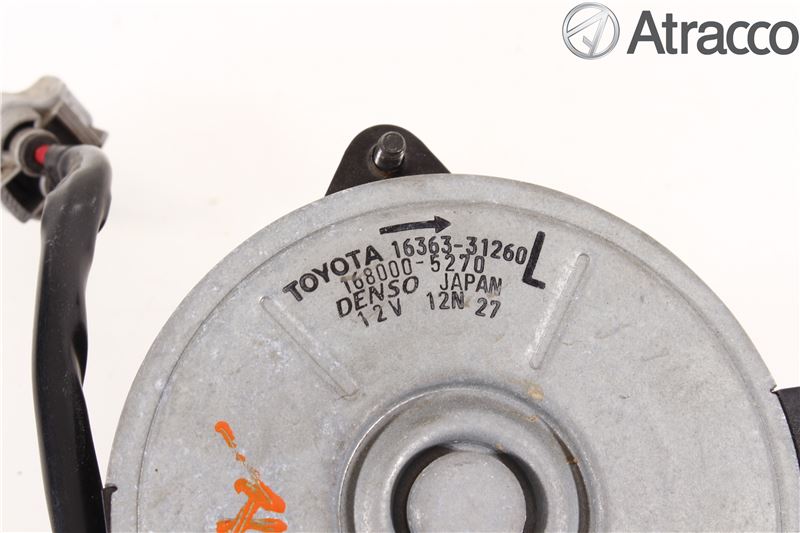 Atracco
TOYOTA 16363-31260 L
168000-5270
DENSO JAPAN
12V 12N 27